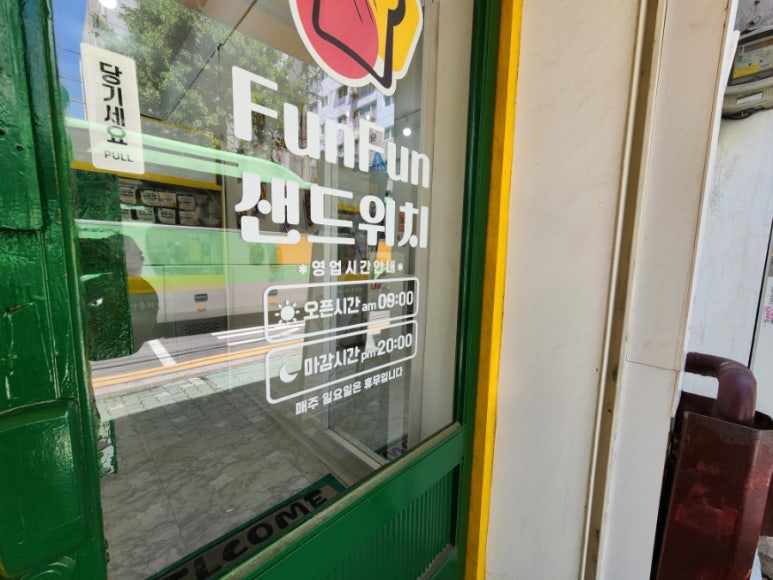 당기세요
PULL
FunFun
샌드위치
*영업시간안내*
오픈시간 am 09:00
마감시간 pm 20:00
매주 일요일은 휴무입니다
WELCOME